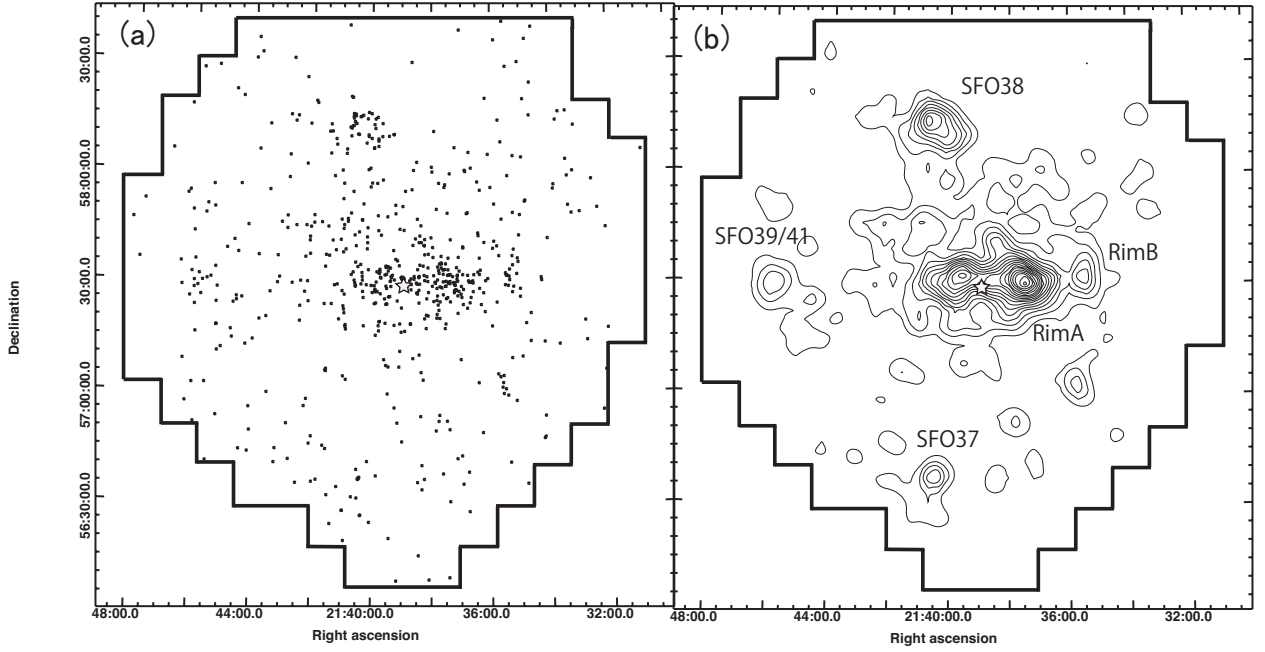 (a)
(b)
Declination
30:00.0
58:00:00.0
30:00.0
57:00:00.0
56:30:00.0
48:00.0
44:00.0
21:40:00.0
36:00.0
32:00.0
Right ascension
SFO38
SFO39/41
RimB
RimA
SFO37
48:00.0
44:00.0
21:40:00.0
36:00.0
32:00.0
Right ascension